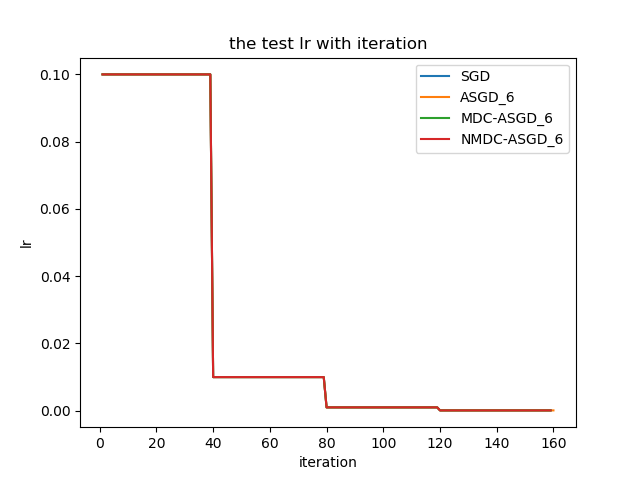 the test lr with iteration
SGD
ASGD_6
MDC-ASGD_6
NMDC-ASGD_6
lr
0.10
0.08
0.06
0.04
0.02
0.00
0 20 40 60 80 100 120 140 160
iteration